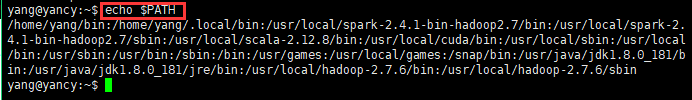 yang@yancy:~$ echo $PATH
/home/yang/bin:/home/yang/.local/bin:/usr/local/spark-2.4.1-bin-hadoop2.7/bin:/usr/local/spark-2.
4.1-bin-hadoop2.7/sbin:/usr/local/scala-2.12.8/bin:/usr/local/cuda/bin:/usr/local/sbin:/usr/local
/bin:/usr/sbin:/usr/bin:/sbin:/bin:/usr/games:/usr/local/games:/snap/bin:/usr/java/jdk1.8.0_181/b
in:/usr/java/jdk1.8.0_181/jre/bin:/usr/local/hadoop-2.7.6/bin:/usr/local/hadoop-2.7.6/sbin
yang@yancy:~$